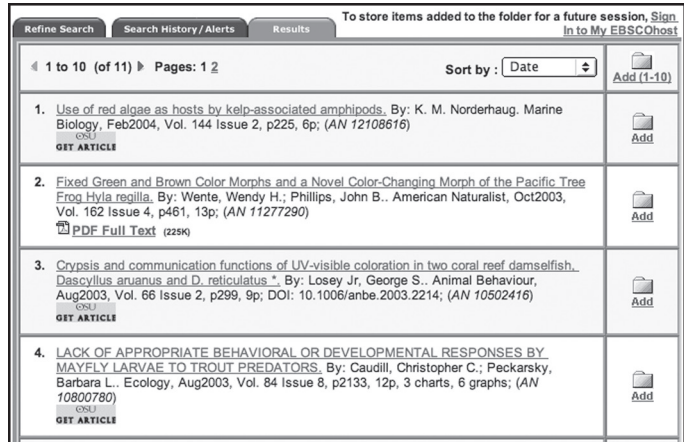 To store items added to the folder for a future session, Sign
In to My EBSCOhost
Refine Search Search History/Alerts Results
1 to 10 (of 11) Pages: 1 2 Sort by : Date Add (1-10)
1. Use of red algae as hosts by kelp-associated amphipods. By: K. M. Norderhaug. Marine
Biology, Feb2004, Vol. 144 Issue 2, p225, 6p; (AN 12108616)
OSU
GET ARTICLE
Add
2. Fixed Green and Brown Color Morphs and a Novel Color-Changing Morph of the Pacific Tree
Frog Hyla regilla. By: Wente, Wendy H.; Phillips, John B.. American Naturalist, Oct2003,
Vol. 162 Issue 4, p461, 13p; (AN 11277290)
PDF Full Text (225K)
Add
3. Crypsis and communication functions of UV-visible coloration in two coral reef damselfish,
Dascyllus aruanus and D. reticulatus *. By: Losey Jr, George S.. Animal Behaviour,
Aug2003, Vol. 66 Issue 2, p299, 9p; DOI: 10.1006/anbe.2003.2214; (AN 10502416)
OSU
GET ARTICLE
Add
4. LACK OF APPROPRIATE BEHAVIORAL OR DEVELOPMENTAL RESPONSES BY
MAYFLY LARVAE TO TROUT PREDATORS. By: Caudill, Christopher C.; Peckarsky,
Barbara L.. Ecology, Aug2003, Vol. 84 Issue 8, p2133, 12p, 3 charts, 6 graphs; (AN
10800780)
OSU
GET ARTICLE
Add